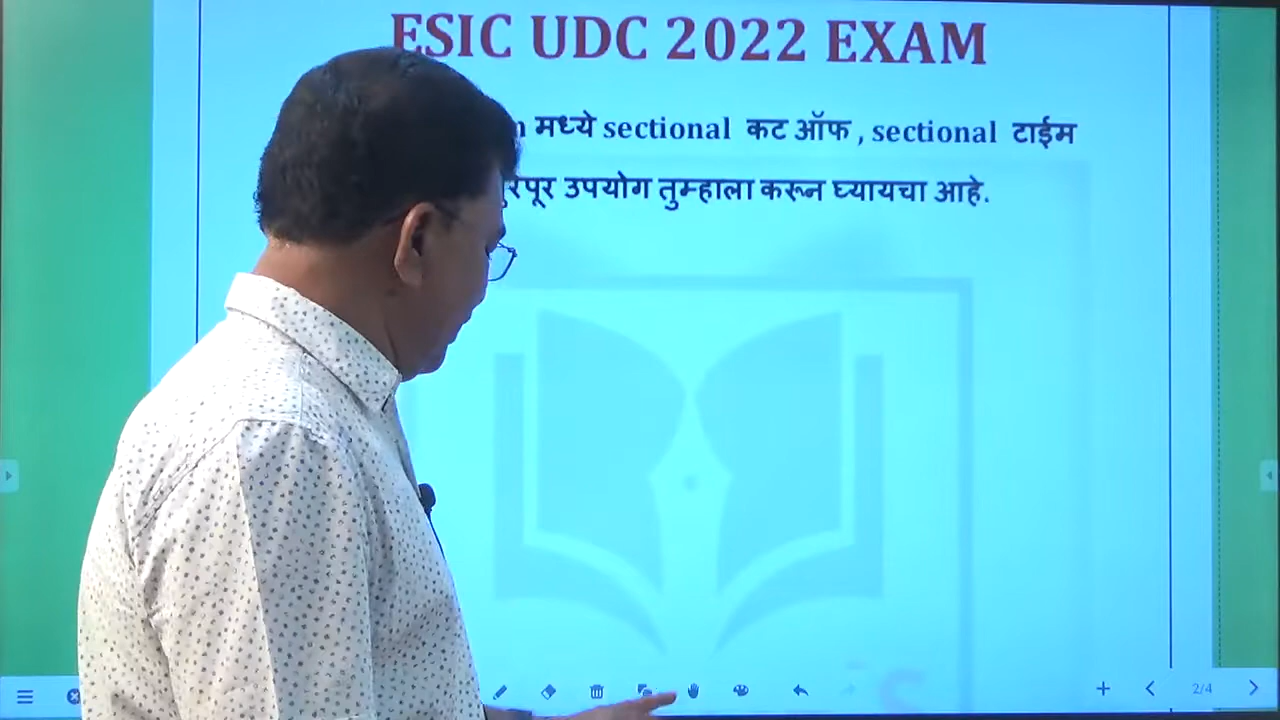 ESIC UDC 2022 EXAM
मध्ये sectional कट ऑफ , sectional टाईम
उपयोग तुम्हाला करून घ्यायचा आहे.
2/4